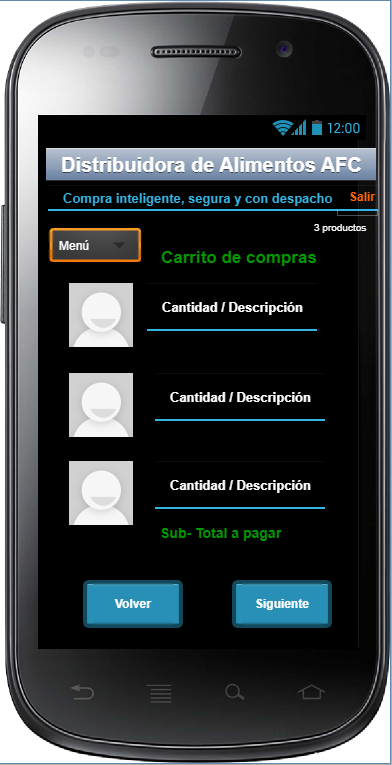 12:00
Distribuidora de Alimentos AFC
Compra inteligente, segura y con despacho
Salir
3 productos
Menú
Carrito de compras
Cantidad / Descripción
Cantidad / Descripción
Cantidad / Descripción
Sub- Total a pagar
Volver
Siguiente